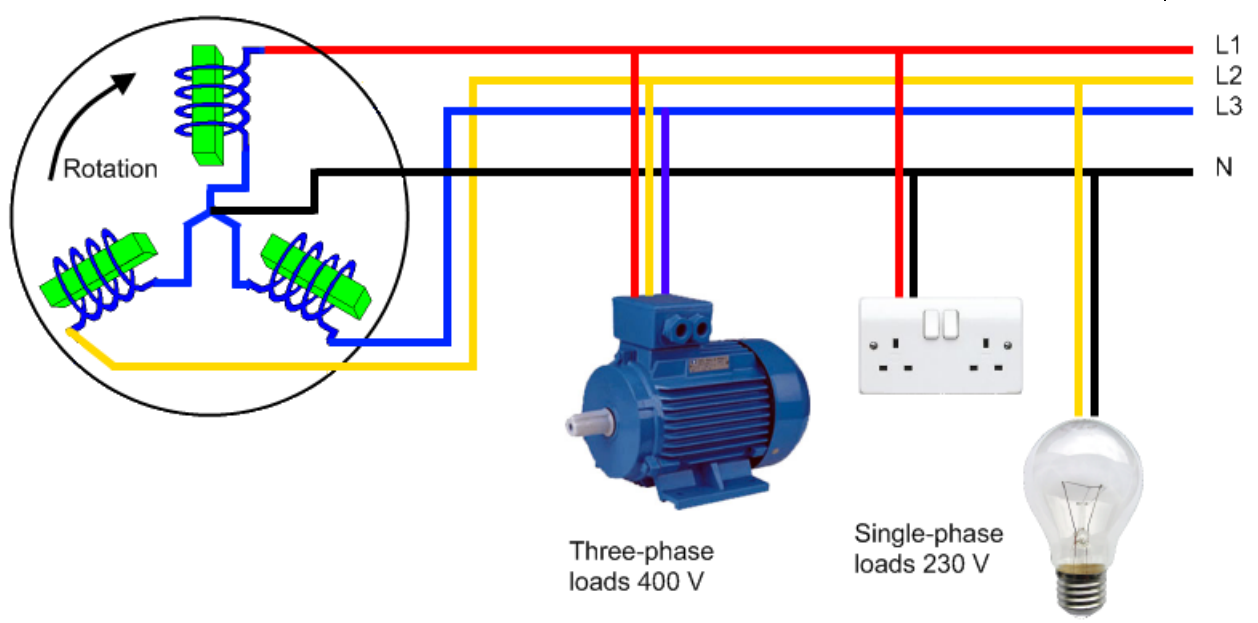 L1
L2
L3
N
Rotation
Three-phase
loads 400 V
Single-phase
loads 230 V